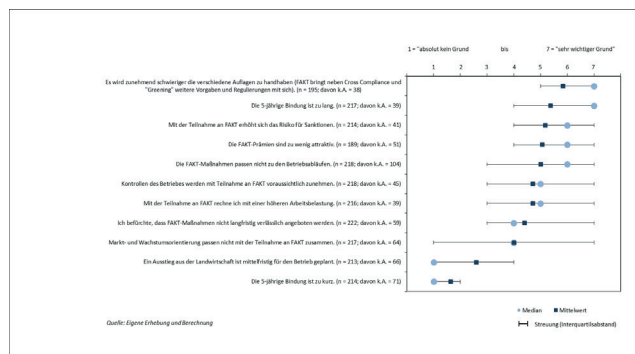 1 = "absolut kein Grund bis 7 = "sehr wichtiger Grund"
1 2 3 4 5 6 7
Es wird zunehmend schwieriger die verschiedene Auflagen zu handhaben (FAKT bringt neben Cross Compliance und
"Greening" weitere Vorgaben und Regulierungen mit sich). (n = 195; davon k.A. = 38)
Die 5-jährige Bindung ist zu lang. (n = 217; davon k.A. = 39)
Mit der Teilnahme an FAKT erhöht sich das Risiko für Sanktionen. (n = 214; davon k.A. = 41)
Die FAKT-Prämien sind zu wenig attraktiv. (n = 189; davon k.A. = 51)
Die FAKT-Maßnahmen passen nicht zu den Betriebsabläufen. (n = 218; davon k.A. = 104)
Kontrollen des Betriebes werden mit Teilnahme an FAKT voraussichtlich zunehmen. (n = 218; davon k.A. = 45)
Mit der Teilnahme an FAKT rechne ich mit einer höheren Arbeitsbelastung. (n = 216; davon k.A. = 39)
Ich befürchte, dass FAKT-Maßnahmen nicht langfristig verlässlich angeboten werden. (n = 222; davon k.A. = 59)
Markt- und Wachstumsorientierung passen nicht mit der Teilnahme an FAKT zusammen. (n = 217; davon k.A. = 64)
Ein Ausstieg aus der Landwirtschaft ist mittelfristig für den Betrieb geplant. (n = 213; davon k.A. = 66)
Die 5-jährige Bindung ist zu kurz. (n = 214; davon k.A. = 71)
Median Mittelwert
Streuung (Interquartilsabstand)
Quelle: Eigene Erhebung und Berechnung